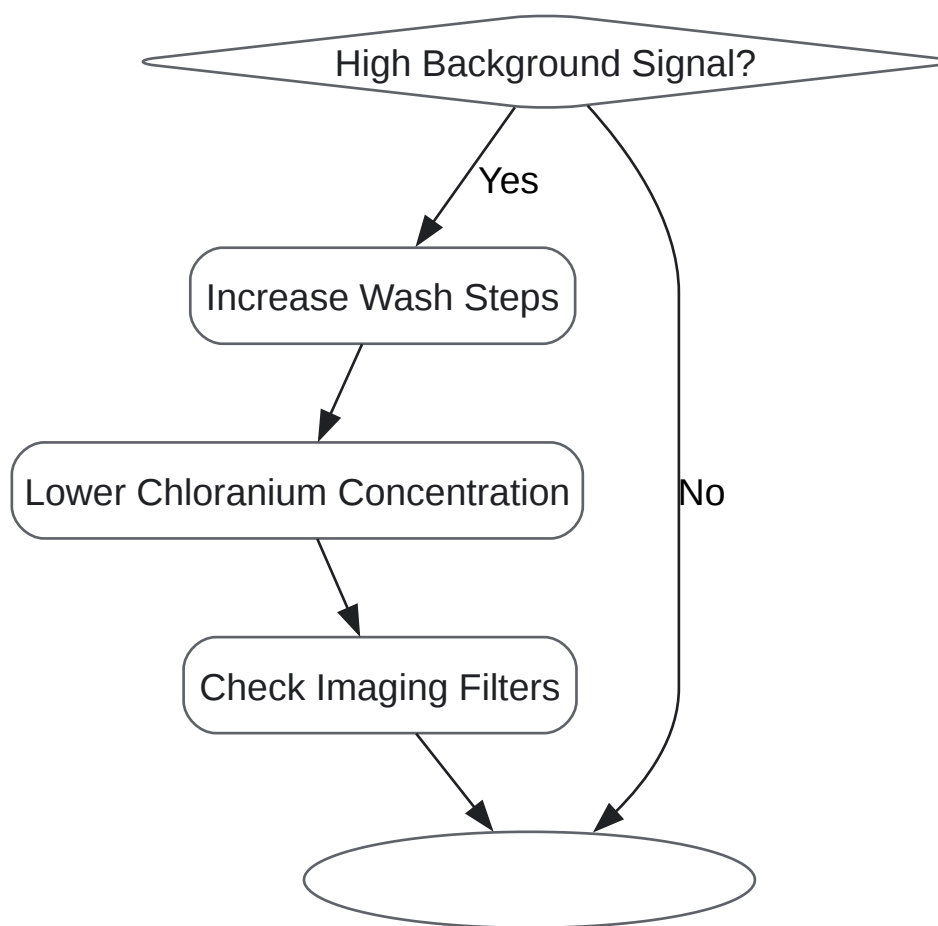 High Background Signal?
Yes
Increase Wash Steps
Lower Chloranium Concentration
No
Check Imaging Filters